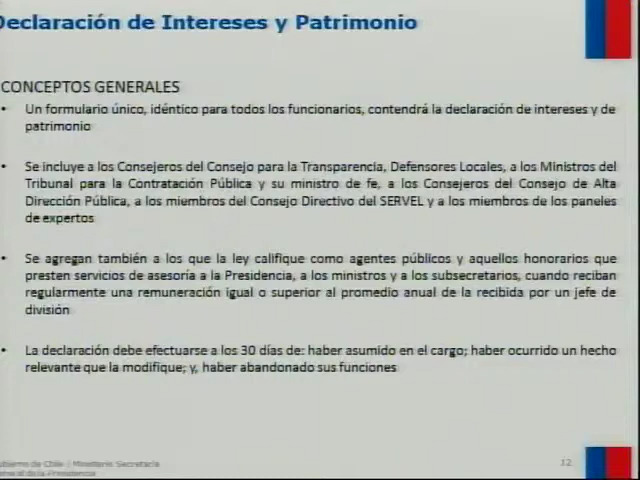 eclaración de Intereses y Patrimonio
CONCEPTOS GENERALES
• Un formulario único, idéntico para todos los funcionarios, contendrá la declaración de intereses y de
patrimonio
• Se incluye a los Consejeros del Consejo para la Transparencia, Defensores Locales, a los Ministros del
Tribunal para la Contratación Pública y su ministro de fe, a los Consejeros del Consejo de Alta
Dirección Pública, a los miembros del Consejo Directivo del SERVEL y a los miembros de los paneles
de expertos
• Se agregan también a los que la ley califique como agentes públicos y aquellos honorarios que
presten servicios de asesoría a la Presidencia, a los ministros y a los subsecretarios, cuando reciban
regularmente una remuneración igual o superior al promedio anual de la recibida por un jefe de
división
• La declaración debe efectuarse a los 30 días de: haber asumido en el cargo; haber ocurrido un hecho
relevante que la modifique; y, haber abandonado sus funciones
obierno de Chile | Ministerio Secretaría
eneral de la Presidencia
12